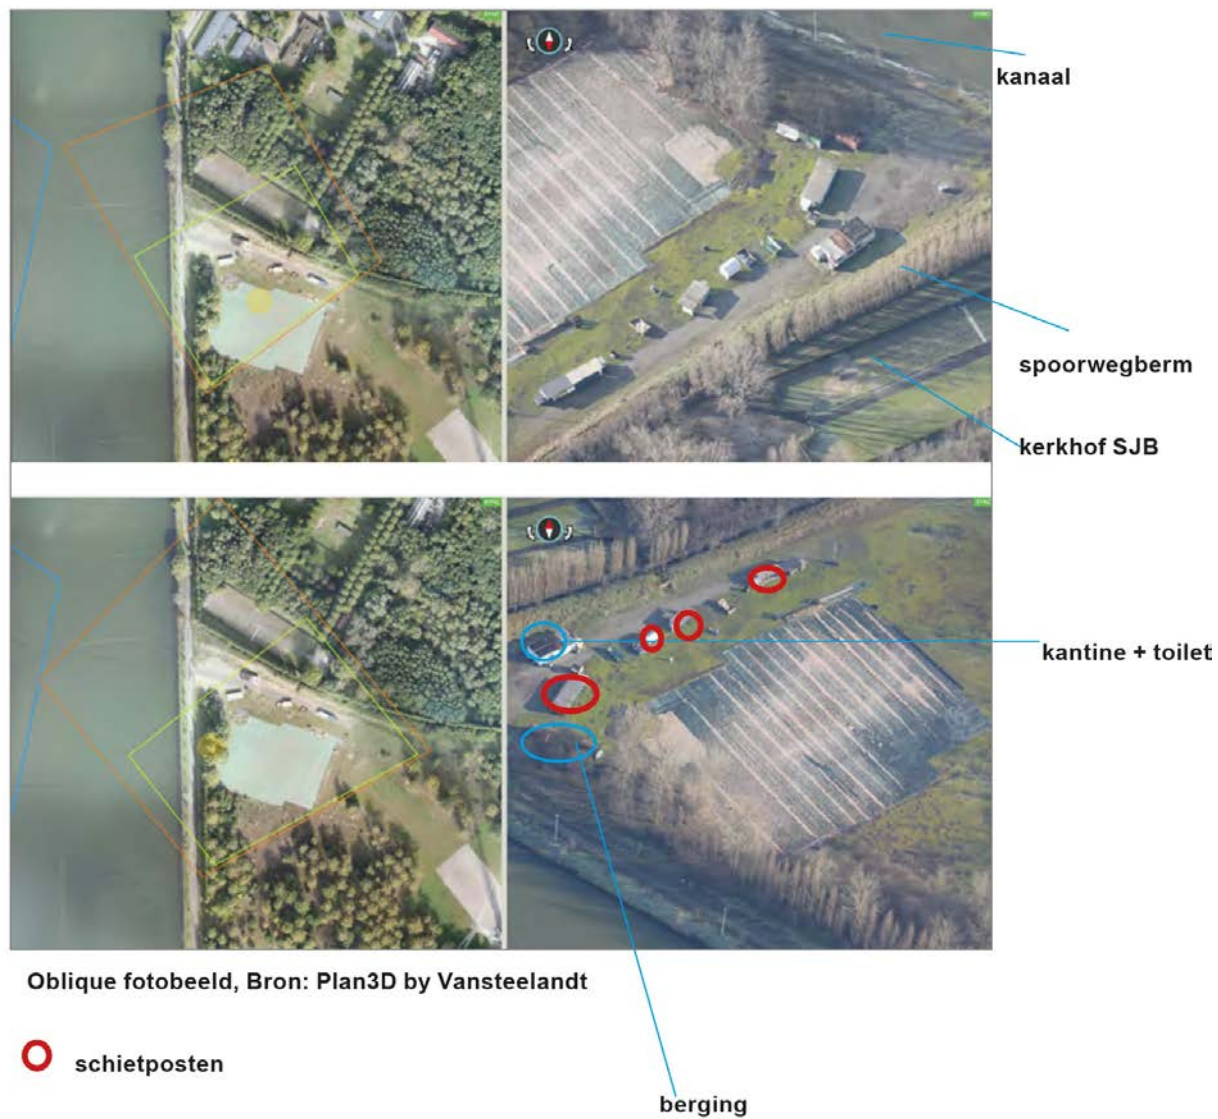 kanaal
spoorwegberm
kerkhof SJB
kantine + toilet
Oblique fotobeeld, Bron: Plan3D by Vansteelandt
schietposten
berging